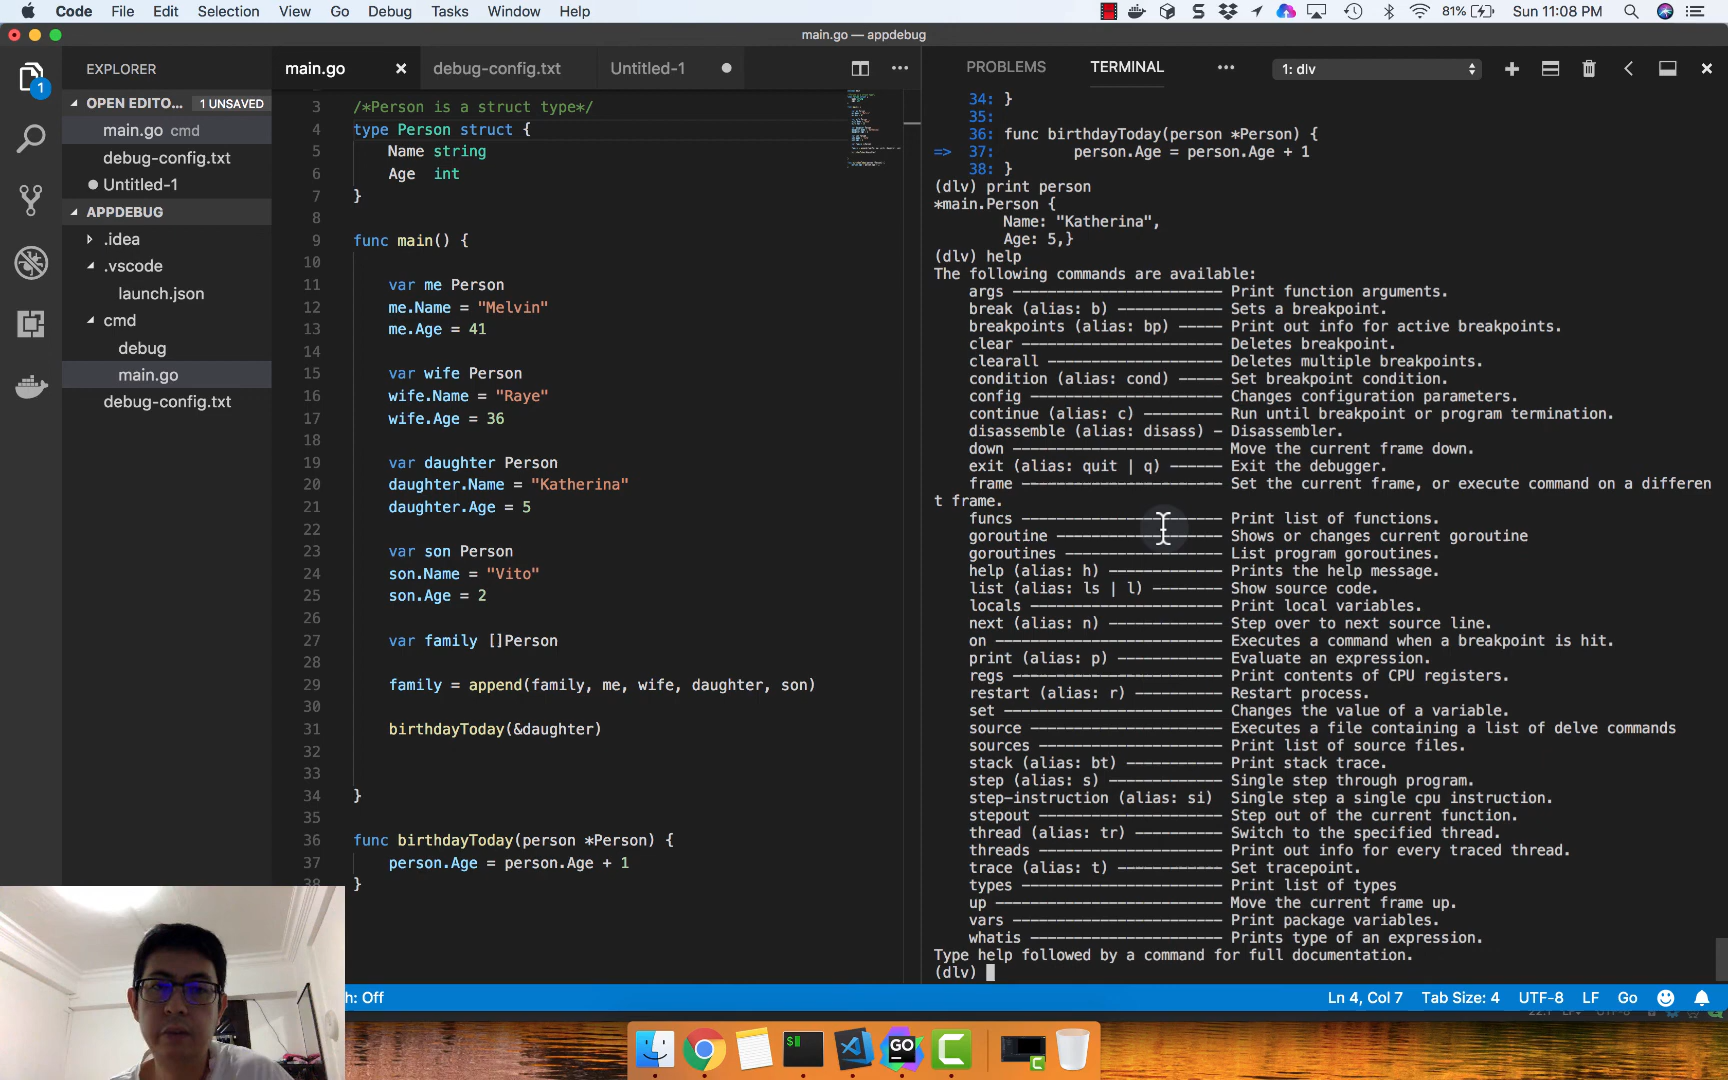 Code File Edit Selection View Go Debug Tasks Window Help 81% Sun 11:08 PM
main.go — appdebug
EXPLORER
OPEN EDITO... 1 UNSAVED
main.go cmd
debug-config.txt
Untitled-1
APPDEBUG
.idea
.vscode
launch.json
cmd
debug
main.go
debug-config.txt
1
main.go debug-config.txt Untitled-1
3 /*Person is a struct type*/
4 type Person struct {
5 Name string
6 Age int
7 }
8
9 func main() {
10
11 var me Person
12 me.Name = "Melvin"
13 me.Age = 41
14
15 var wife Person
16 wife.Name = "Raye"
17 wife.Age = 36
18
19 var daughter Person
20 daughter.Name = "Katherina"
21 daughter.Age = 5
22
23 var son Person
24 son.Name = "Vito"
25 son.Age = 2
26
27 var family []Person
28
29 family = append(family, me, wife, daughter, son)
30
31 birthdayToday(&daughter)
32
33
34 }
35
36 func birthdayToday(person *Person) {
37 person.Age = person.Age + 1
38 }
PROBLEMS TERMINAL ... 1: dlv
34: }
35:
36: func birthdayToday(person *Person) {
=> 37: person.Age = person.Age + 1
38: }
(dlv) print person
*main.Person {
Name: "Katherina",
Age: 5,}
(dlv) help
The following commands are available:
args ------------------------ Print function arguments.
break (alias: b) ------------ Sets a breakpoint.
breakpoints (alias: bp) ----- Print out info for active breakpoints.
clear ----------------------- Deletes breakpoint.
clearall -------------------- Deletes multiple breakpoints.
condition (alias: cond) ----- Set breakpoint condition.
config ---------------------- Changes configuration parameters.
continue (alias: c) --------- Run until breakpoint or program termination.
disassemble (alias: disass) - Disassembler.
down ------------------------ Move the current frame down.
exit (alias: quit | q) ------ Exit the debugger.
frame ----------------------- Set the current frame, or execute command on a differen
t frame.
funcs ----------------------- Print list of functions.
goroutine ------------------- Shows or changes current goroutine
goroutines ------------------ List program goroutines.
help (alias: h) ------------- Prints the help message.
list (alias: ls | l) -------- Show source code.
locals ---------------------- Print local variables.
next (alias: n) ------------- Step over to next source line.
on -------------------------- Executes a command when a breakpoint is hit.
print (alias: p) ------------ Evaluate an expression.
regs ------------------------ Print contents of CPU registers.
restart (alias: r) ---------- Restart process.
set ------------------------- Changes the value of a variable.
source ---------------------- Executes a file containing a list of delve commands
sources --------------------- Print list of source files.
stack (alias: bt) ----------- Print stack trace.
step (alias: s) ------------- Single step through program.
step-instruction (alias: si) Single step a single cpu instruction.
stepout --------------------- Step out of the current function.
thread (alias: tr) ---------- Switch to the specified thread.
threads --------------------- Print out info for every traced thread.
trace (alias: t) ------------ Set tracepoint.
types ----------------------- Print list of types
up -------------------------- Move the current frame up.
vars ------------------------ Print package variables.
whatis ---------------------- Prints type of an expression.
Type help followed by a command for full documentation.
(dlv)
h: Off Ln 4, Col 7 Tab Size: 4 UTF-8 LF Go
GO